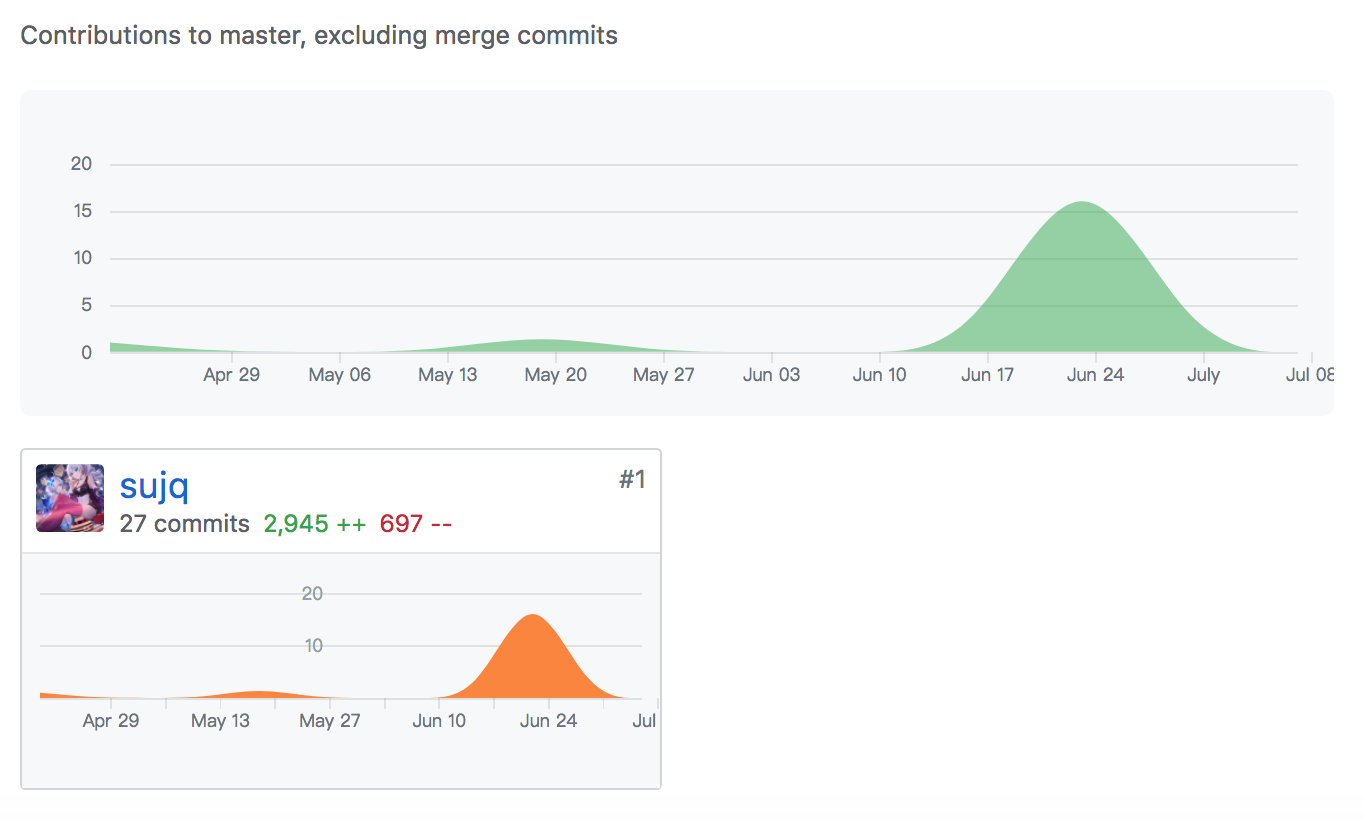 Contributions to master, excluding merge commits
20
15
10
5
0
Apr 29 May 06 May 13 May 20 May 27 Jun 03 Jun 10 Jun 17 Jun 24 July Jul 08
sujq #1
27 commits 2,945 ++ 697 --
20
10
Apr 29 May 13 May 27 Jun 10 Jun 24 Jul